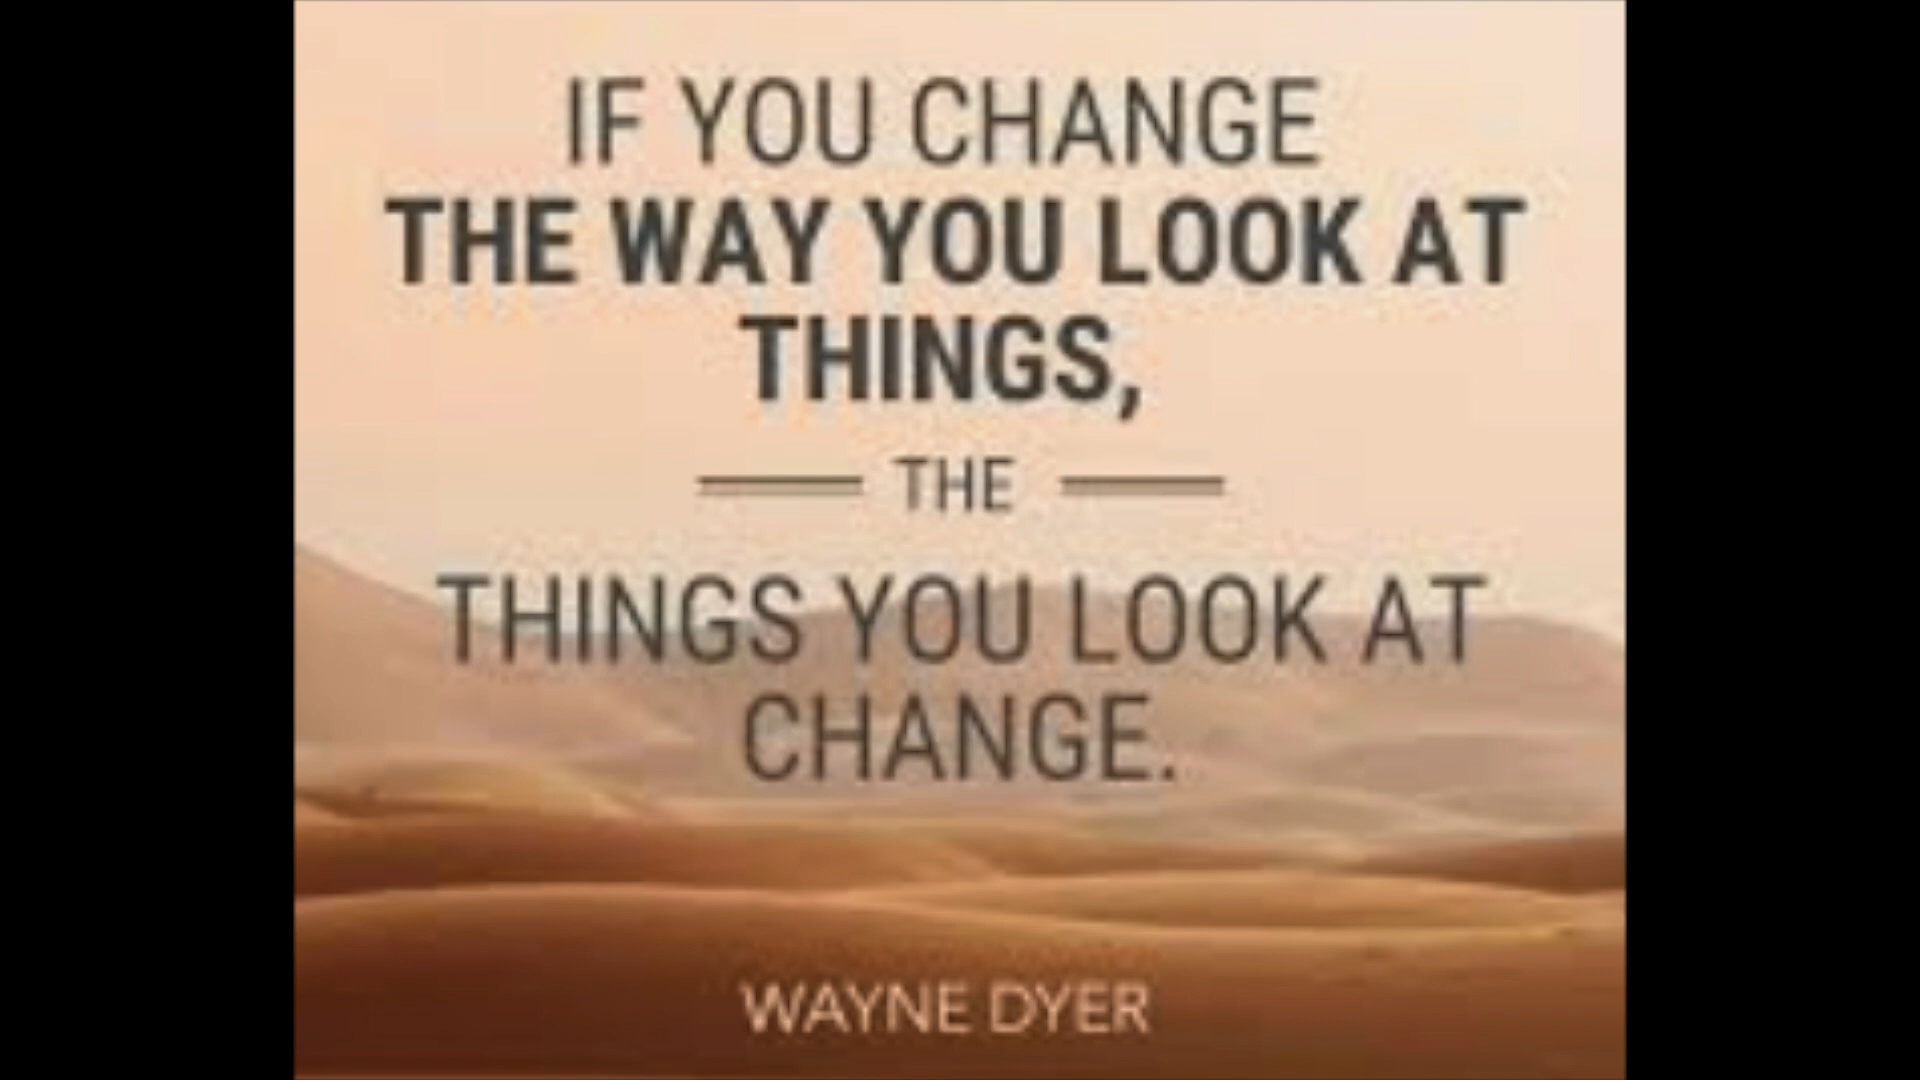 IF YOU CHANGE
THE WAY YOU LOOK AT
THINGS,
THE
THINGS YOU LOOK AT
CHANGE.
WAYNE DYER